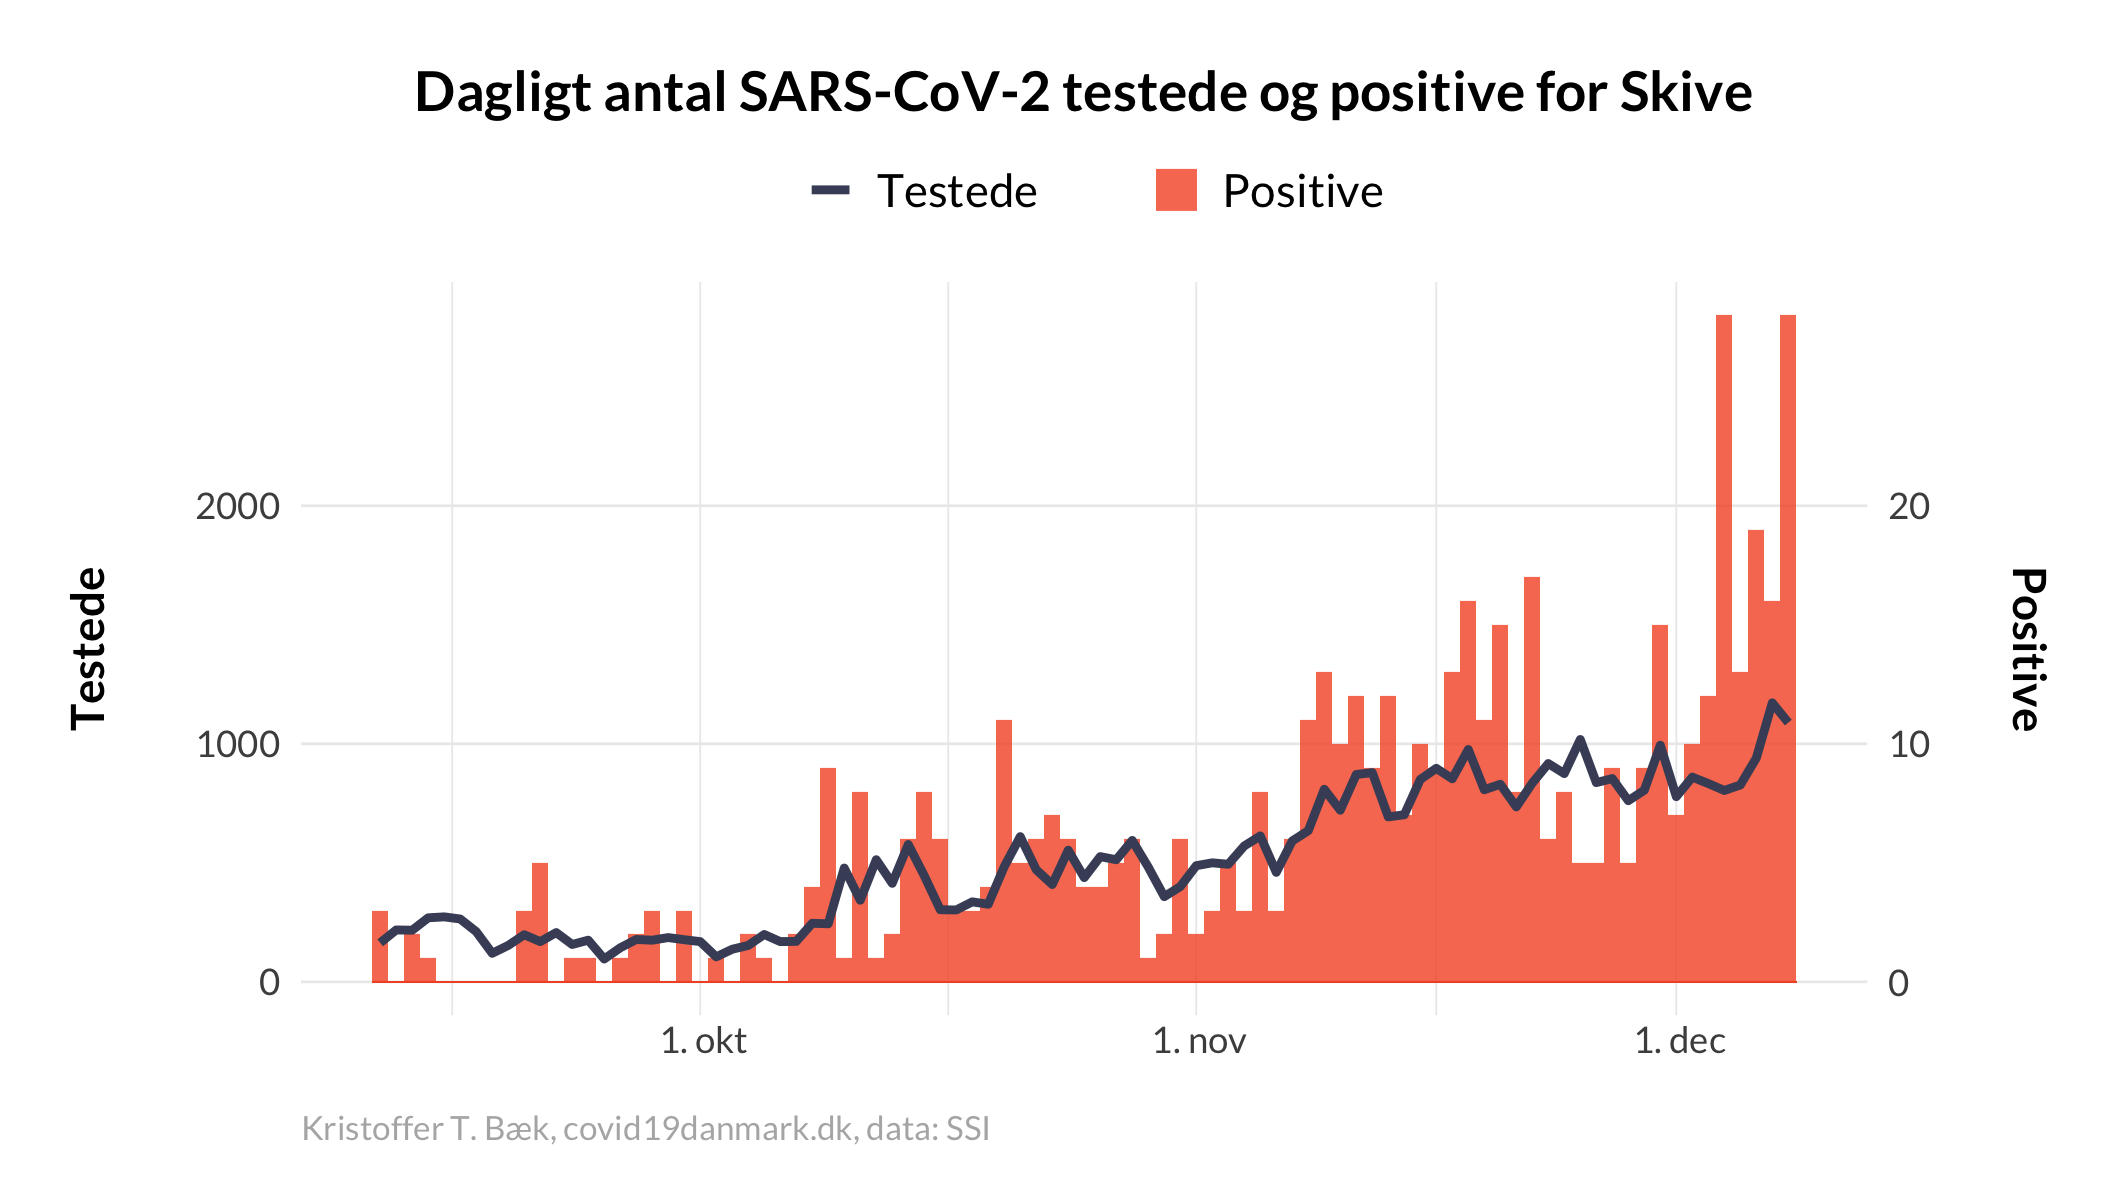 Dagligt antal SARS-CoV-2 testede og positive for Skive
Testede Positive
2000 20
1000 10
0 0
Testede
Positive
1. okt 1. nov 1. dec
Kristoffer T. Bæk, covid19danmark.dk, data: SSI